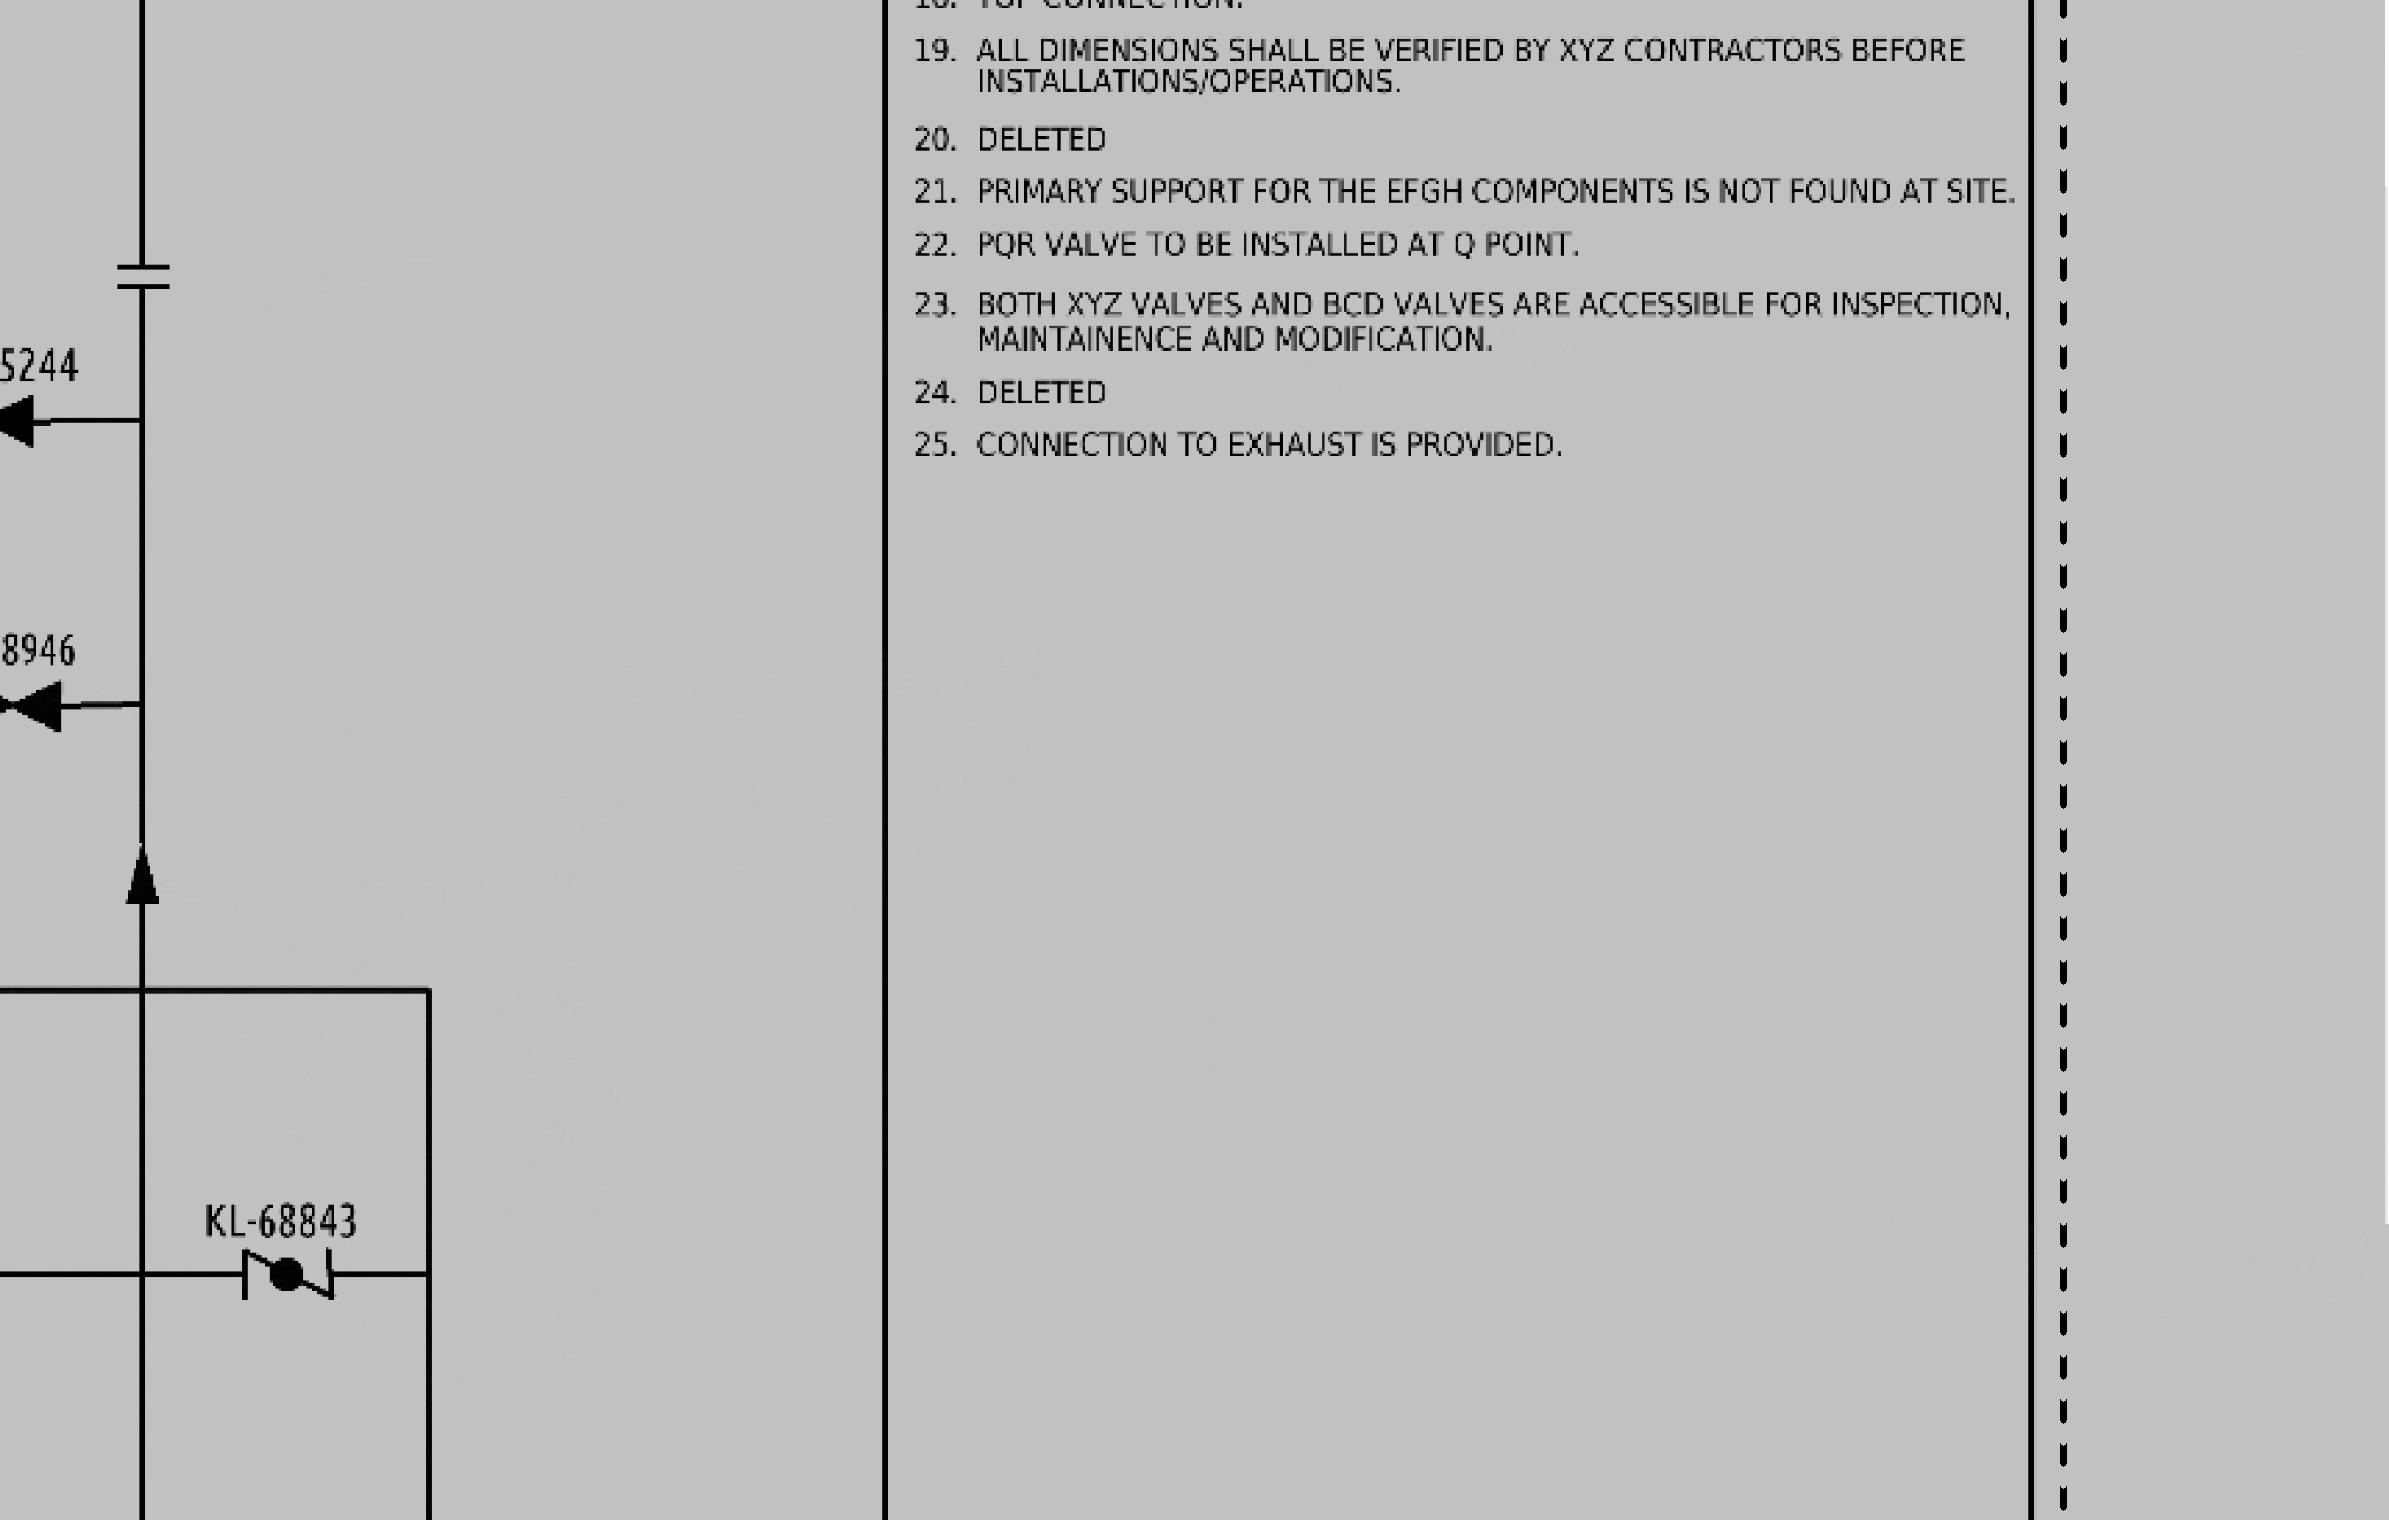 19. ALL DIMENSIONS SHALL BE VERIFIED BY XYZ CONTRACTORS BEFORE
INSTALLATIONS/OPERATIONS.
20. DELETED
21. PRIMARY SUPPORT FOR THE EFGH COMPONENTS IS NOT FOUND AT SITE.
22. PQR VALVE TO BE INSTALLED AT Q POINT.
23. BOTH XYZ VALVES AND BCD VALVES ARE ACCESSIBLE FOR INSPECTION,
MAINTAINENCE AND MODIFICATION.
24. DELETED
25. CONNECTION TO EXHAUST IS PROVIDED.
5244
8946
KL-68843